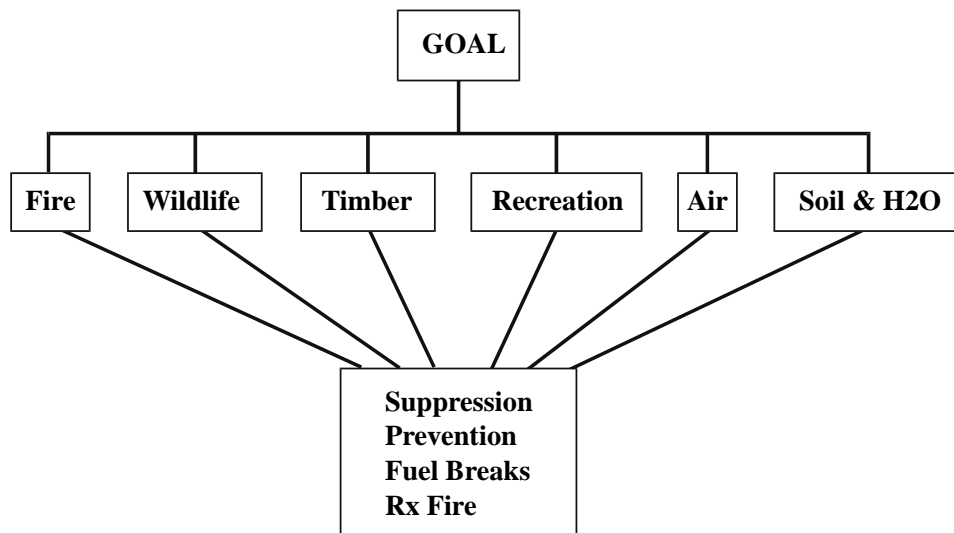 GOAL
Fire
Wildlife
Timber
Recreation
Air
Soil & H2O
Suppression
Prevention
Fuel Breaks
Rx Fire